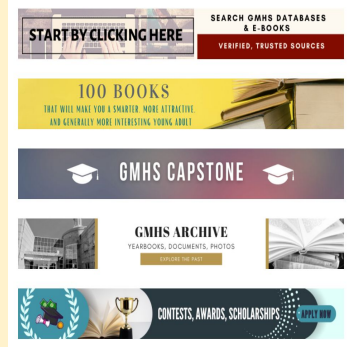 START BY CLICKING HERE
SEARCH GMHS DATABASES
& E-BOOKS
VERIFIED, TRUSTED SOURCES
100 BOOKS
THAT WILL MAKE YOU A SMARTER, MORE ATTRACTIVE,
AND GENERALLY MORE INTERESTING YOUNG ADULT
GMHS CAPSTONE
GMHS ARCHIVE
YEARBOOKS, DOCUMENTS, PHOTOS
EXPLORE THE PAST
CONTESTS, AWARDS, SCHOLARSHIPS
APPLY NOW